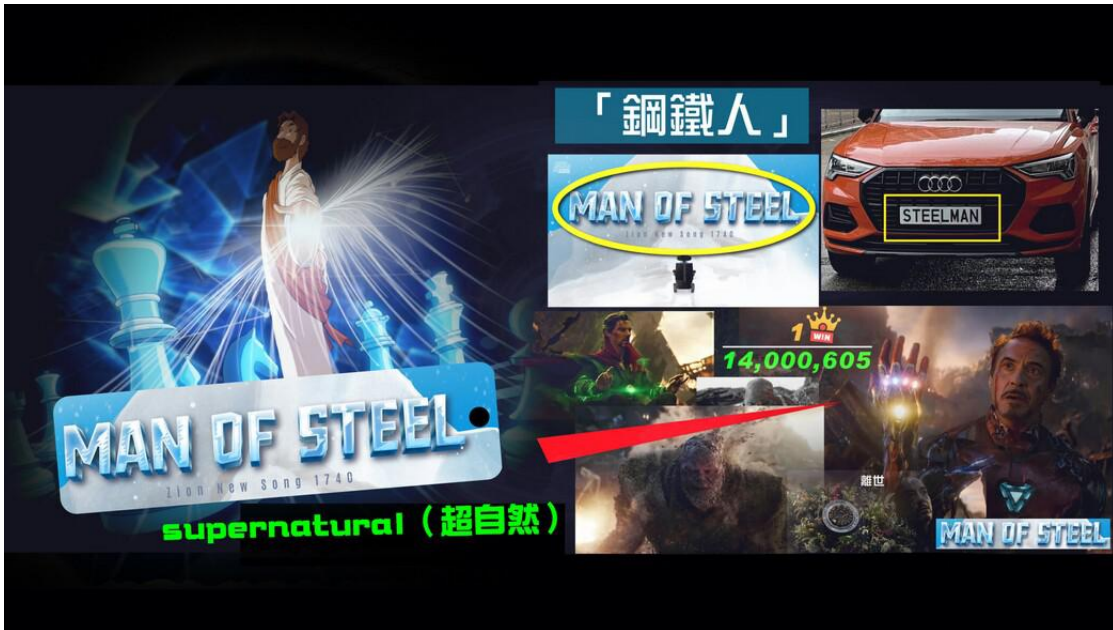 「鋼鐵人」
MAN OF STEEL
Zion New Song 1740
STEELMAN
1
WIN
14,000,605
MAN OF STEEL
Zion New Song 1740
supernatural（超自然）
離世
MAN OF STEEL